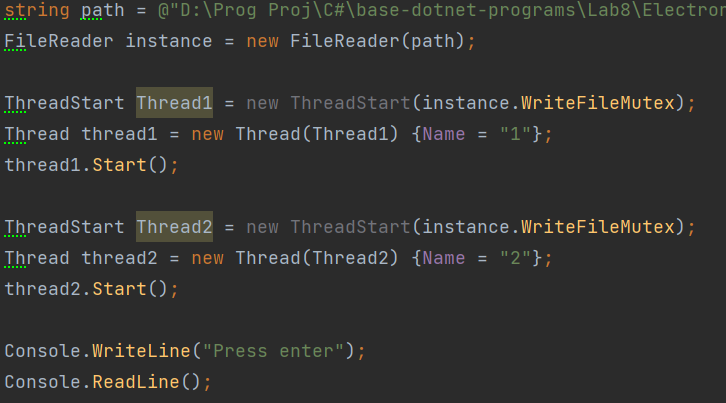 string path = @"D:\Prog Proj\C#\base-dotnet-programs\Lab8\Electron
FileReader instance = new FileReader(path);
ThreadStart Thread1 = new ThreadStart(instance.WriteFileMutex);
Thread thread1 = new Thread(Thread1) {Name = "1"};
thread1.Start();
ThreadStart Thread2 = new ThreadStart(instance.WriteFileMutex);
Thread thread2 = new Thread(Thread2) {Name = "2"};
thread2.Start();
Console.WriteLine("Press enter");
Console.ReadLine();